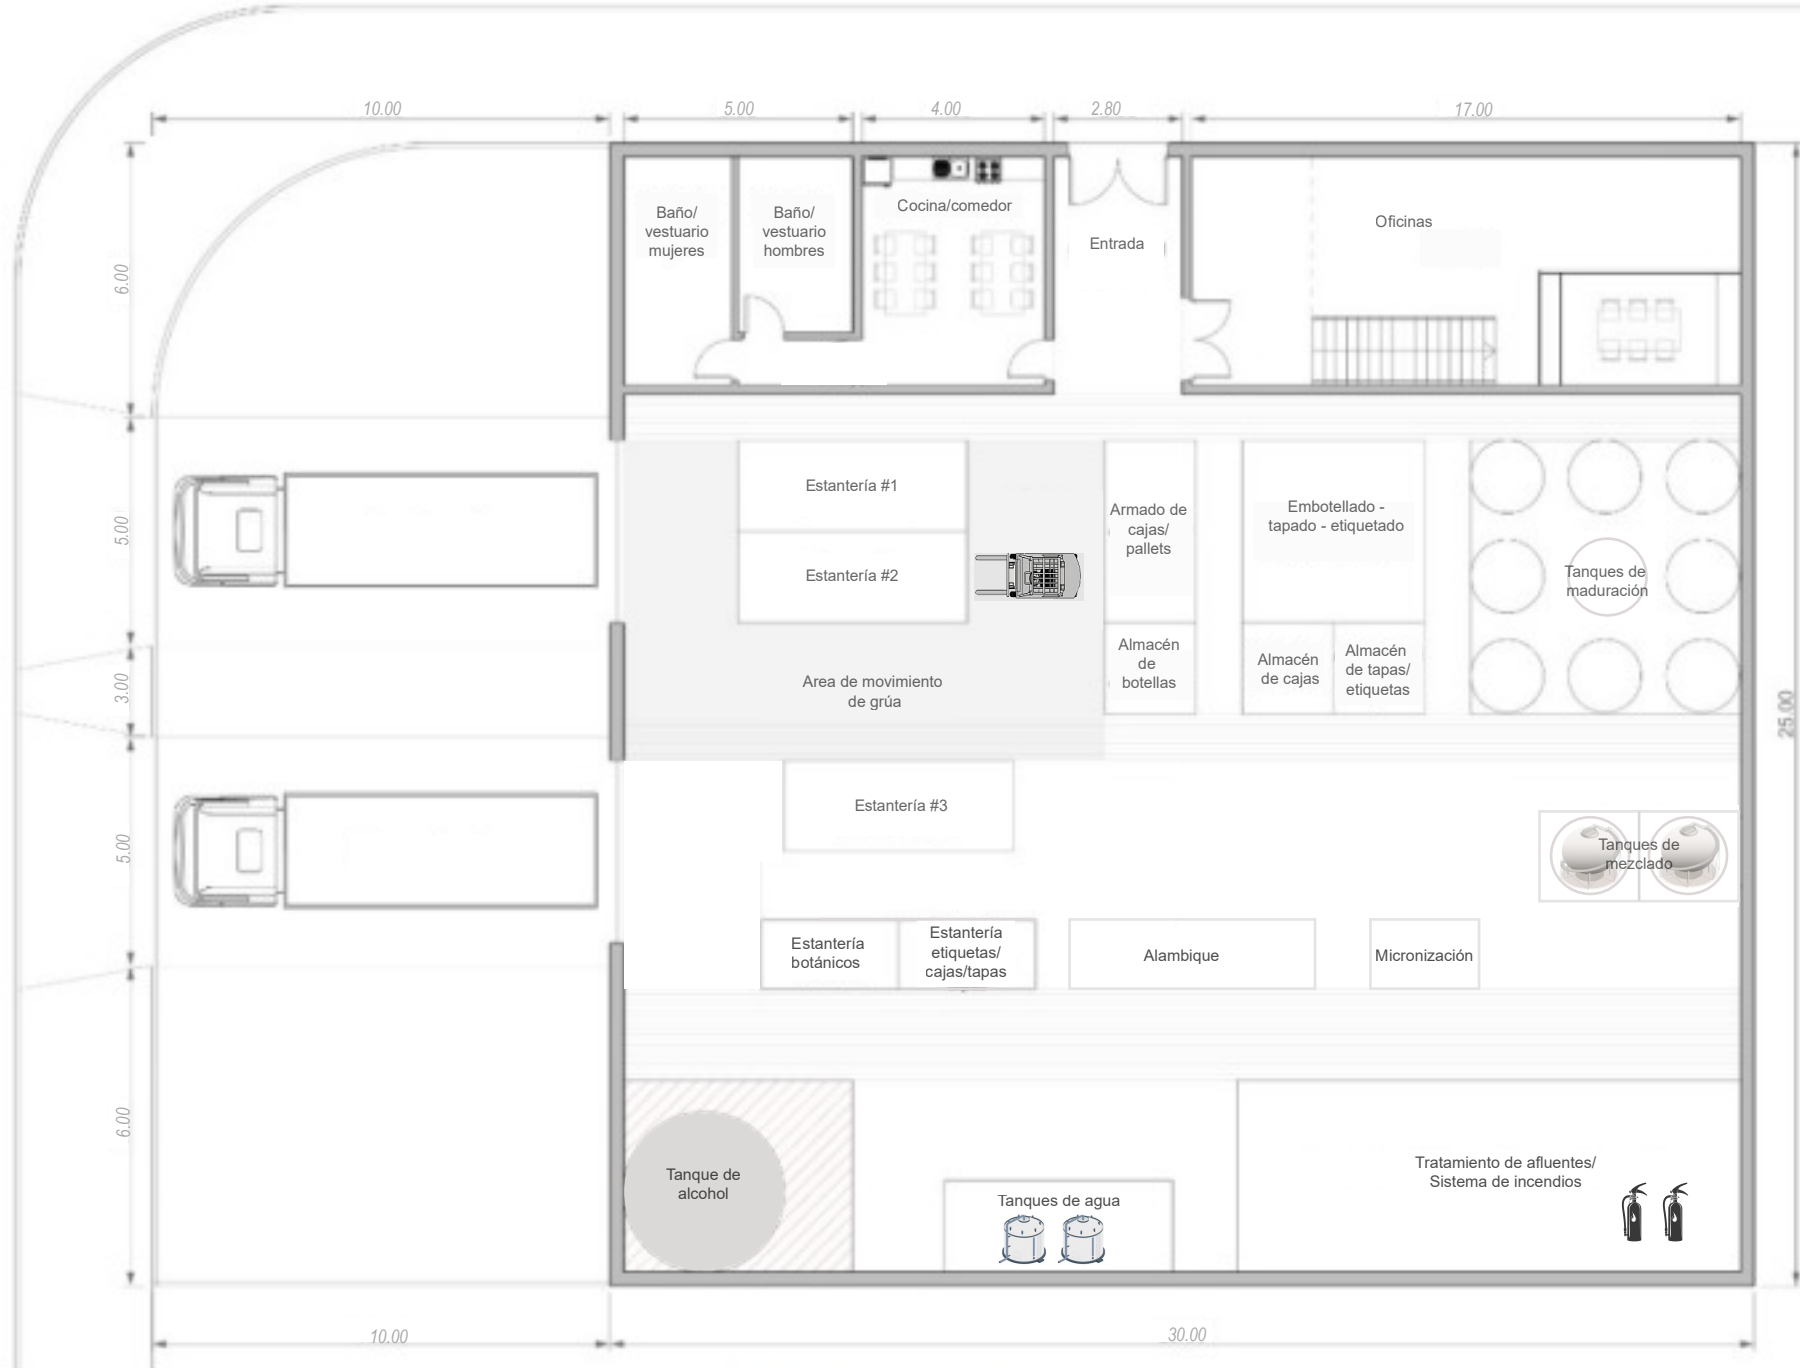 10.00
5.00
4.00
2.80
17.00
Baño/
vestuario
mujeres
Baño/
vestuario
hombres
Cocina/comedor
Entrada
Oficinas
6.00
5.00
3.00
5.00
6.00
25.00
Estantería #1
Estantería #2
Armado de
cajas/
pallets
Embotellado -
tapado - etiquetado
Tanques de
maduración
Area de movimiento
de grúa
Almacén
de
botellas
Almacén
de cajas
Almacén
de tapas/
etiquetas
Estantería #3
Tanques de
mezclado
Estantería
botánicos
Estantería
etiquetas/
cajas/tapas
Alambique
Micronización
Tanque de
alcohol
Tanques de agua
Tratamiento de afluentes/
Sistema de incendios
10.00
30.00